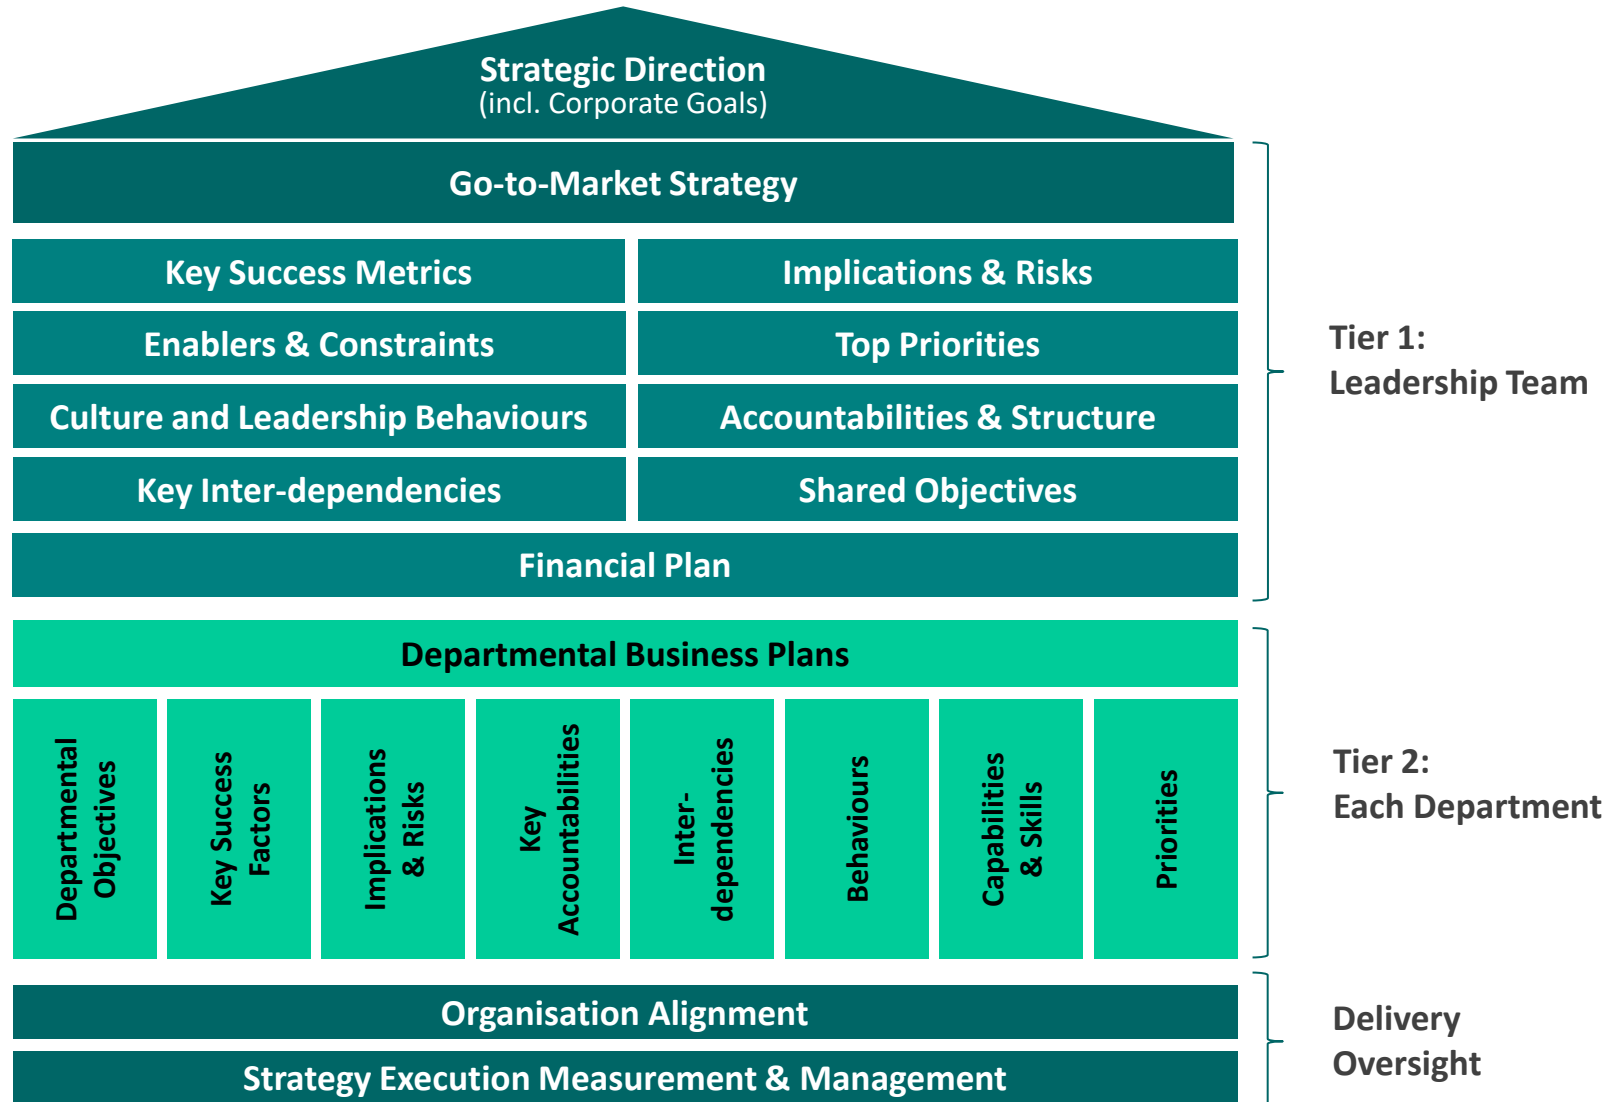 Strategic Direction
(incl. Corporate Goals)
Go-to-Market Strategy
Key Success Metrics
Implications & Risks
Enablers & Constraints
Top Priorities
Culture and Leadership Behaviours
Accountabilities & Structure
Key Inter-dependencies
Shared Objectives
Financial Plan
Tier 1:
Leadership Team
Departmental Business Plans
Departmental
Objectives
Key Success
Factors
Implications
& Risks
Key
Accountabilities
Inter-
dependencies
Behaviours
Capabilities
& Skills
Priorities
Tier 2:
Each Department
Organisation Alignment
Strategy Execution Measurement & Management
Delivery
Oversight